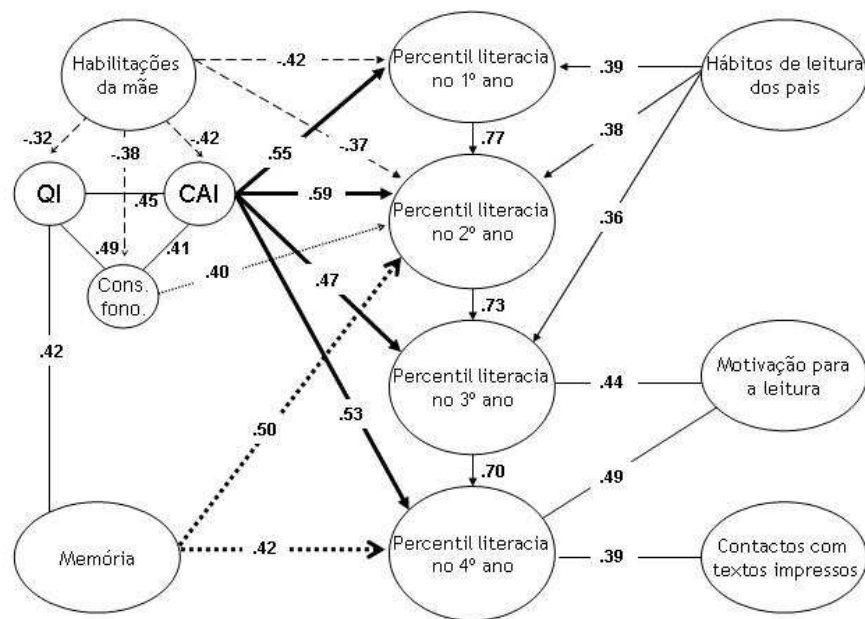 Habilitações
da mãe
-.42
Percentil literacia
no 1º ano
.39
Hábitos de leitura
dos pais
-.32
-.38
-.42
.55
-.37
.77
.38
QI
.45
CAI
.59
Percentil literacia
no 2º ano
.36
.49
.41
.40
Cons.
fono.
.47
.73
.42
Percentil literacia
no 3º ano
.44
Motivação para
a leitura
.50
.53
.70
.49
Memória
.42
Percentil literacia
no 4º ano
.39
Contactos com
textos impressos